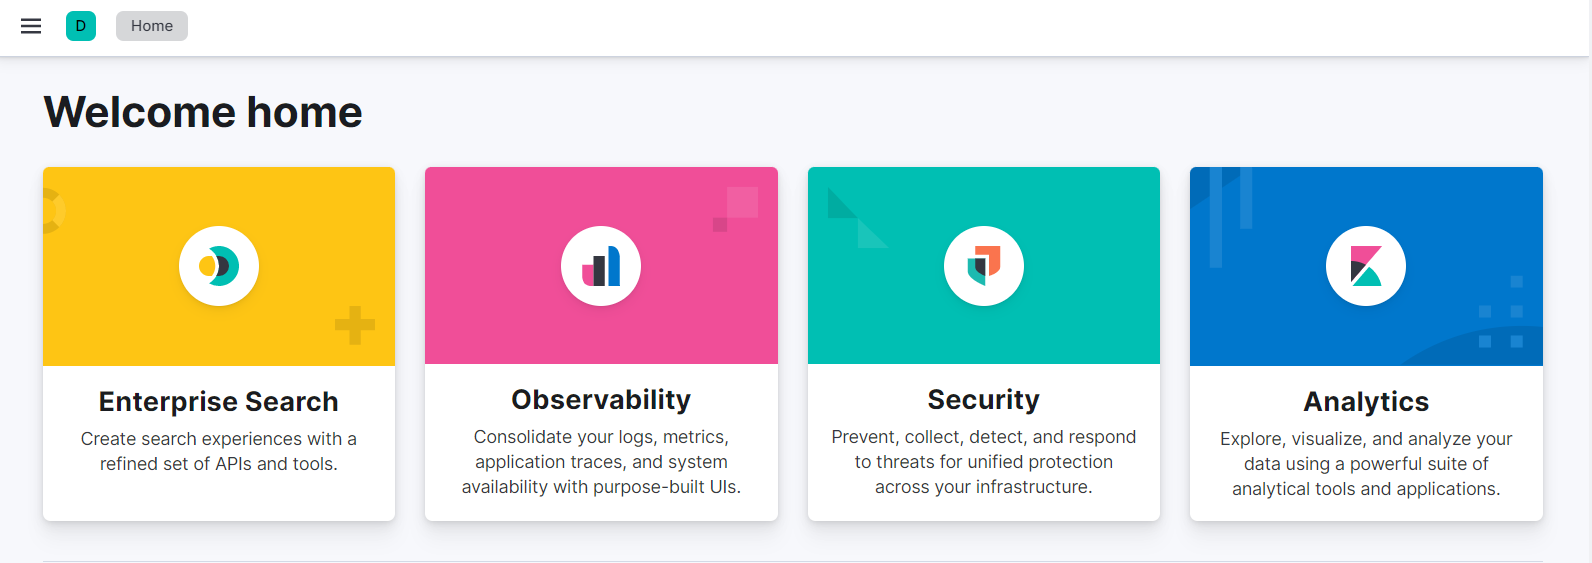 D Home
Welcome home
Enterprise Search
Create search experiences with a
refined set of APIs and tools.
Observability
Consolidate your logs, metrics,
application traces, and system
availability with purpose-built UIs.
Security
Prevent, collect, detect, and respond
to threats for unified protection
across your infrastructure.
Analytics
Explore, visualize, and analyze your
data using a powerful suite of
analytical tools and applications.